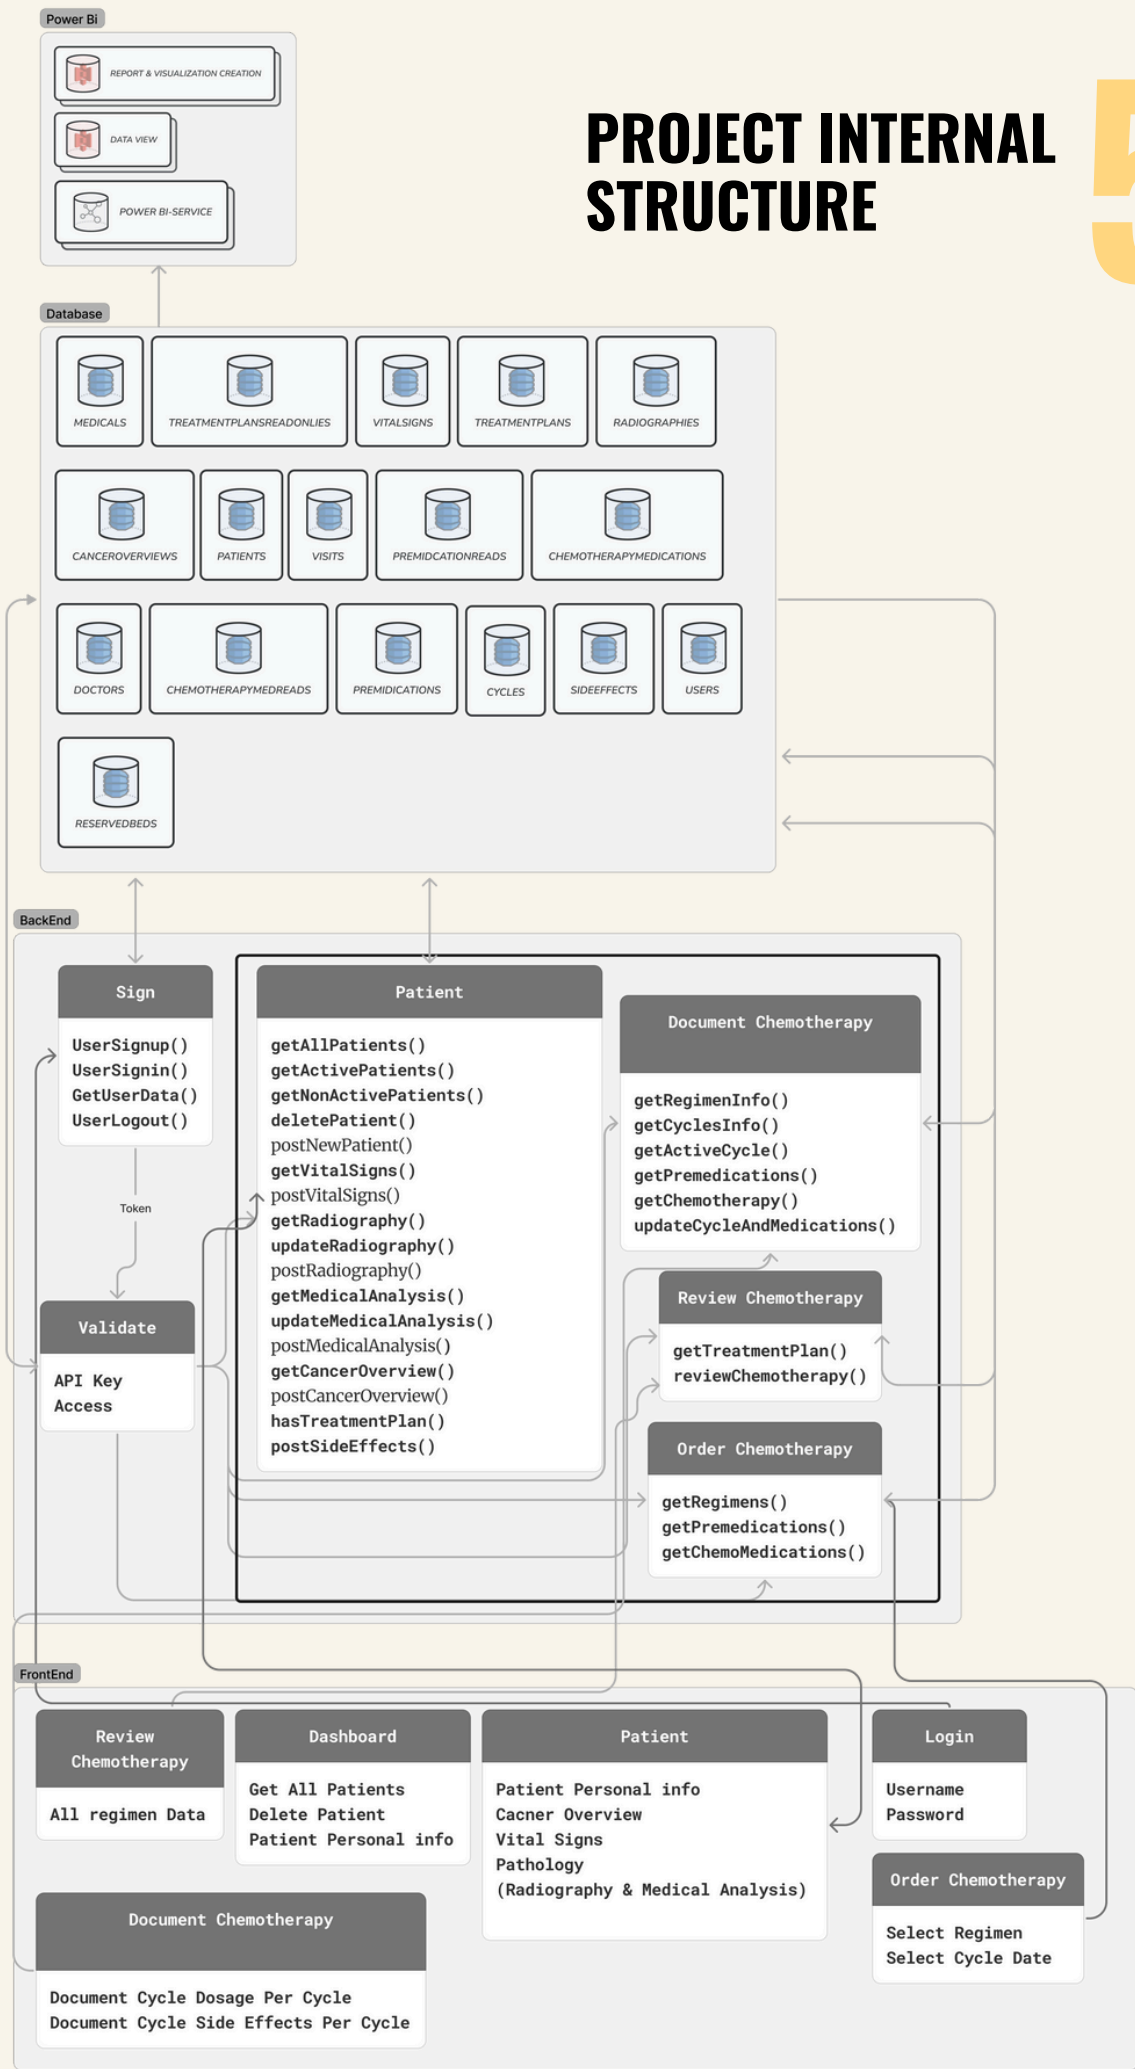 Power Bi
REPORT & VISUALIZATION CREATION
DATA VIEW
POWER BI-SERVICE
PROJECT INTERNAL
STRUCTURE
5
Database
MEDICALS
TREATMENTPLANSREADONLIES
VITALSIGNS
TREATMENTPLANS
RADIOGRAPHIES
CANCEROVERVIEWS
PATIENTS
VISITS
PREMIDCATIONREADS
CHEMOTHERAPYMEDICATIONS
DOCTORS
CHEMOTHERAPYMEDREADS
PREMIDICATIONS
CYCLES
SIDEEFFECTS
USERS
RESERVEDBEDS
BackEnd
Sign
UserSignup()
UserSignin()
GetUserData()
UserLogout()
Token
Validate
API Key
Access
Patient
getAllPatients()
getActivePatients()
getNonActivePatients()
deletePatient()
postNewPatient()
getVitalSigns()
postVitalSigns()
getRadiography()
updateRadiography()
postRadiography()
getMedicalAnalysis()
updateMedicalAnalysis()
postMedicalAnalysis()
getCancerOverview()
postCancerOverview()
hasTreatmentPlan()
postSideEffects()
Document Chemotherapy
getRegimenInfo()
getCyclesInfo()
getActiveCycle()
getPremedications()
getChemotherapy()
updateCycleAndMedications()
Review Chemotherapy
getTreatmentPlan()
reviewChemotherapy()
Order Chemotherapy
getRegimens()
getPremedications()
getChemoMedications()
FrontEnd
Review
Chemotherapy
All regimen Data
Dashboard
Get All Patients
Delete Patient
Patient Personal info
Patient
Patient Personal info
Cacner Overview
Vital Signs
Pathology
(Radiography & Medical Analysis)
Login
Username
Password
Order Chemotherapy
Select Regimen
Select Cycle Date
Document Chemotherapy
Document Cycle Dosage Per Cycle
Document Cycle Side Effects Per Cycle